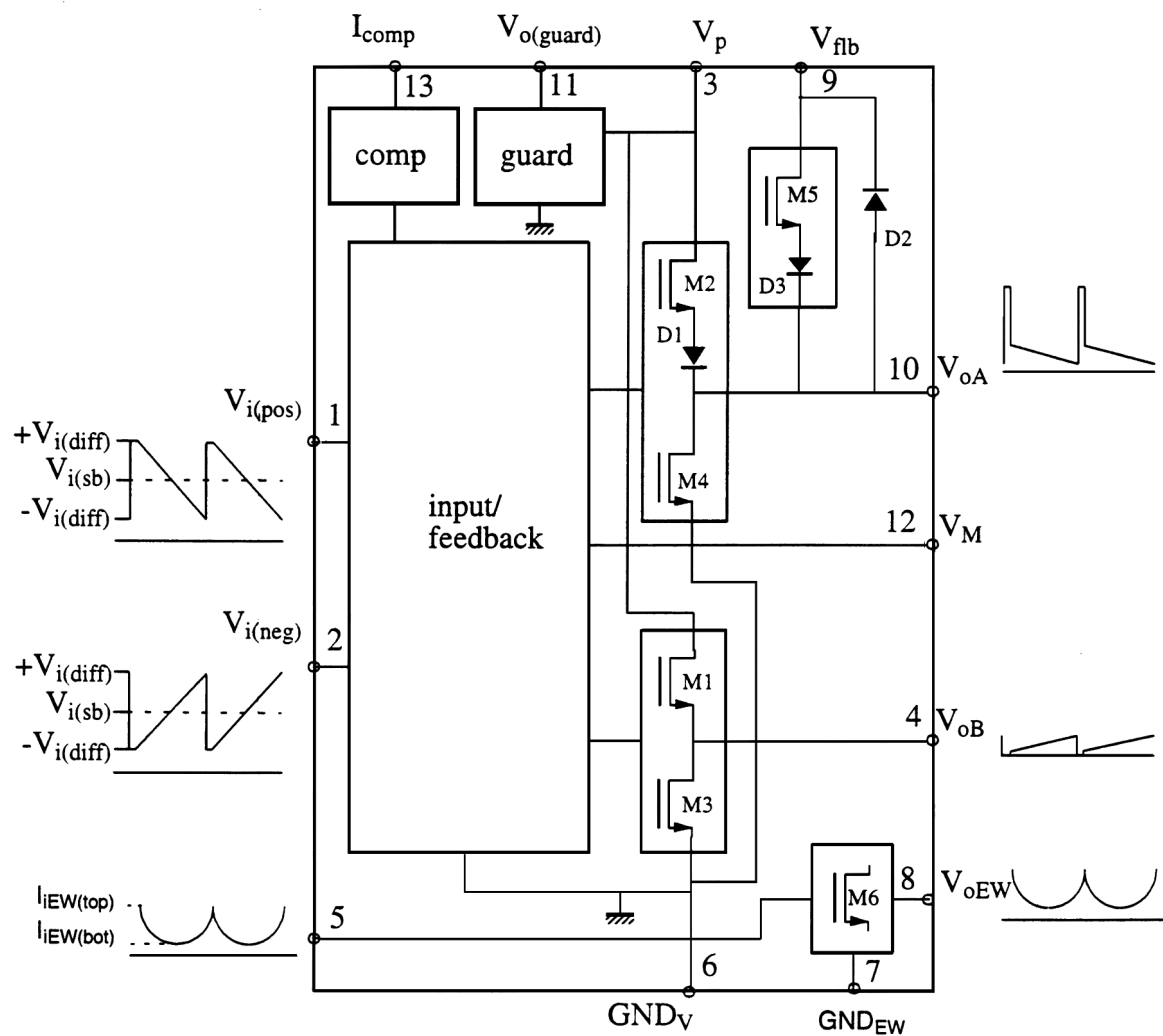 I_comp V_o(guard) V_p V_flb
13 11 3 9
comp guard
M5
D2
D3
M2
D1
10 V_oA
V_i(pos)
1
+V_i(diff)
V_i(sb)
-V_i(diff)
M4
input/
feedback
12 V_M
V_i(neg)
2
+V_i(diff)
V_i(sb)
-V_i(diff)
M1
4 V_oB
M3
I_iEW(top)
I_iEW(bot)
5
M6
8 V_oEW
6 7
GND_V GND_EW